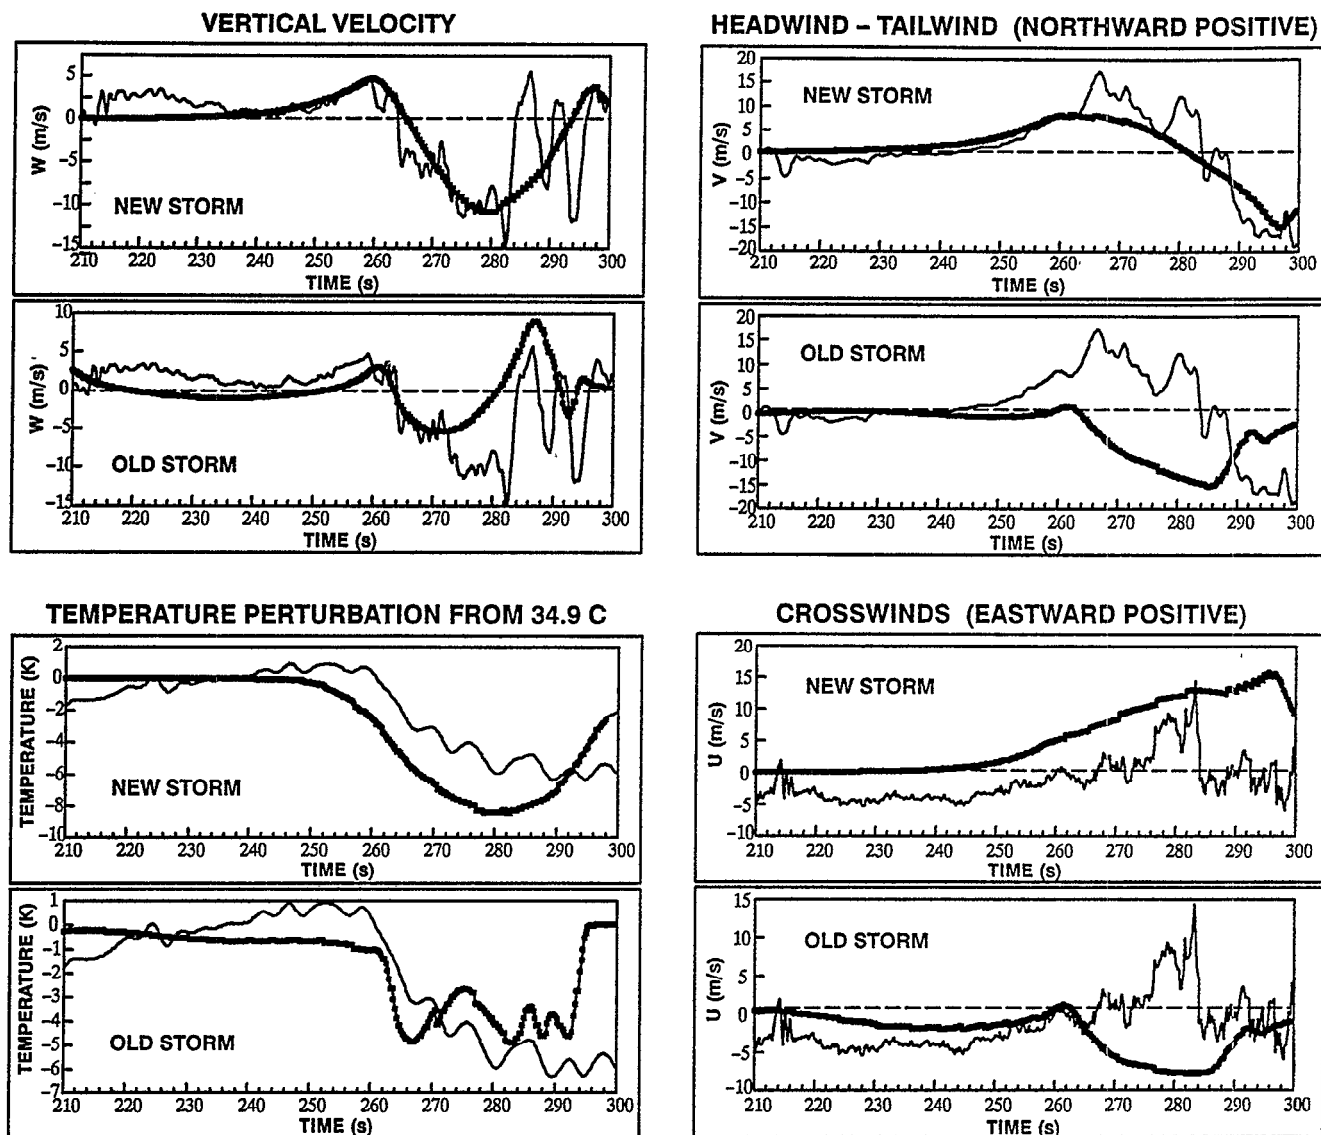 VERTICAL VELOCITY
5
0
-5
-10
-15
W (m/s)
NEW STORM
210 220 230 240 250 260 270 280 290 300
TIME (s)
10
5
0
-5
-10
-15
W (m/s)
OLD STORM
210 220 230 240 250 260 270 280 290 300
TIME (s)
HEADWIND – TAILWIND (NORTHWARD POSITIVE)
20
15
10
5
0
-5
-10
-15
-20
V (m/s)
NEW STORM
210 220 230 240 250 260 270 280 290 300
TIME (s)
20
15
10
5
0
-5
-10
-15
-20
V (m/s)
OLD STORM
210 220 230 240 250 260 270 280 290 300
TIME (s)
TEMPERATURE PERTURBATION FROM 34.9 C
2
0
-2
-4
-6
-8
-10
TEMPERATURE (K)
NEW STORM
210 220 230 240 250 260 270 280 290 300
TIME (s)
1
0
-1
-2
-3
-4
-5
-6
-7
TEMPERATURE (K)
OLD STORM
210 220 230 240 250 260 270 280 290 300
TIME (s)
CROSSWINDS (EASTWARD POSITIVE)
20
15
10
5
0
-5
-10
U (m/s)
NEW STORM
210 220 230 240 250 260 270 280 290 300
TIME (s)
15
10
5
0
-5
-10
U (m/s)
OLD STORM
210 220 230 240 250 260 270 280 290 300
TIME (s)